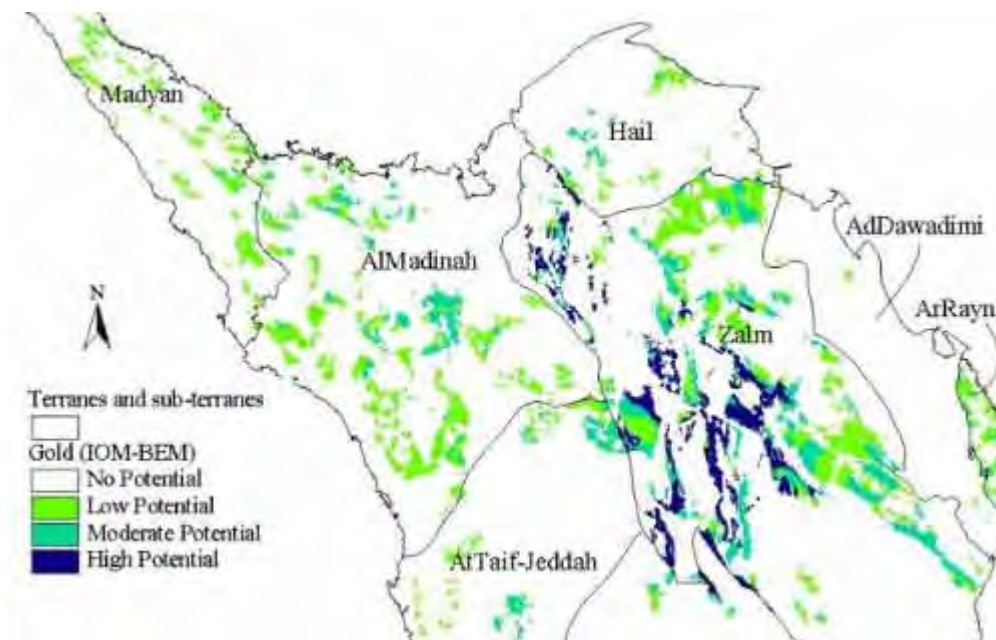 Madyan
Hail
AdDawadimi
AlMadinah
N
ArRayn
Zalm
Terranes and sub-terranes
Gold (IOM-BEM)
No Potential
Low Potential
Moderate Potential
High Potential
AtTaif-Jeddah